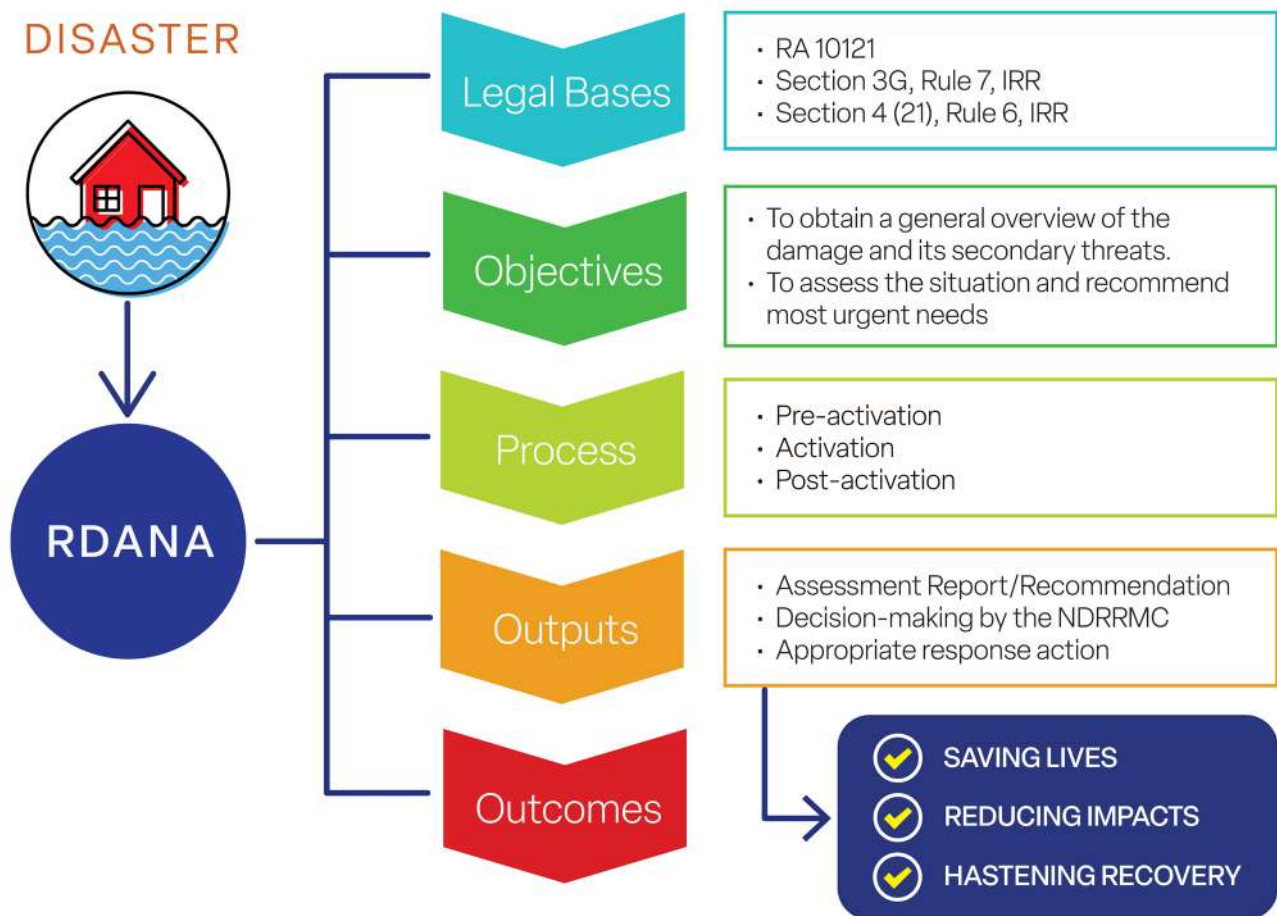 DISASTER
RDANA
Legal Bases
• RA 10121
• Section 3G, Rule 7, IRR
• Section 4 (21), Rule 6, IRR
Objectives
• To obtain a general overview of the
damage and its secondary threats.
• To assess the situation and recommend
most urgent needs
Process
• Pre-activation
• Activation
• Post-activation
Outputs
• Assessment Report/Recommendation
• Decision-making by the NDRRMC
• Appropriate response action
Outcomes
SAVING LIVES
REDUCING IMPACTS
HASTENING RECOVERY